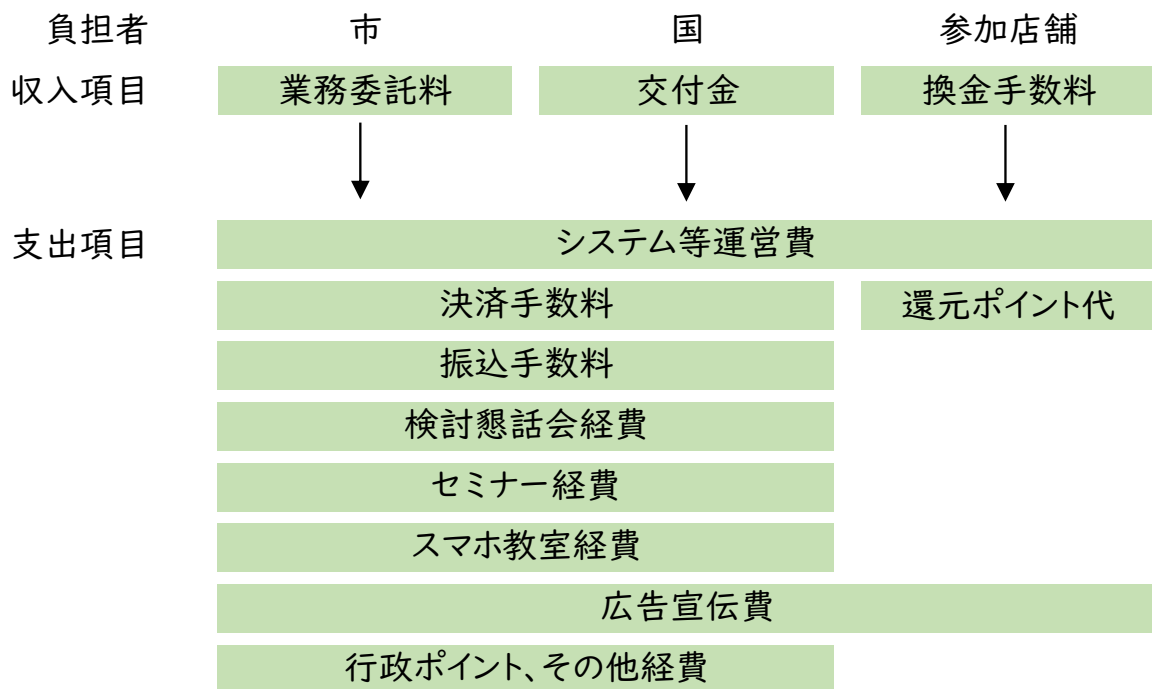 負担者 市 国 参加店舗
収入項目 業務委託料 交付金 換金手数料
支出項目 システム等運営費
決済手数料 還元ポイント代
振込手数料
検討懇話会経費
セミナー経費
スマホ教室経費
広告宣伝費
行政ポイント、その他経費